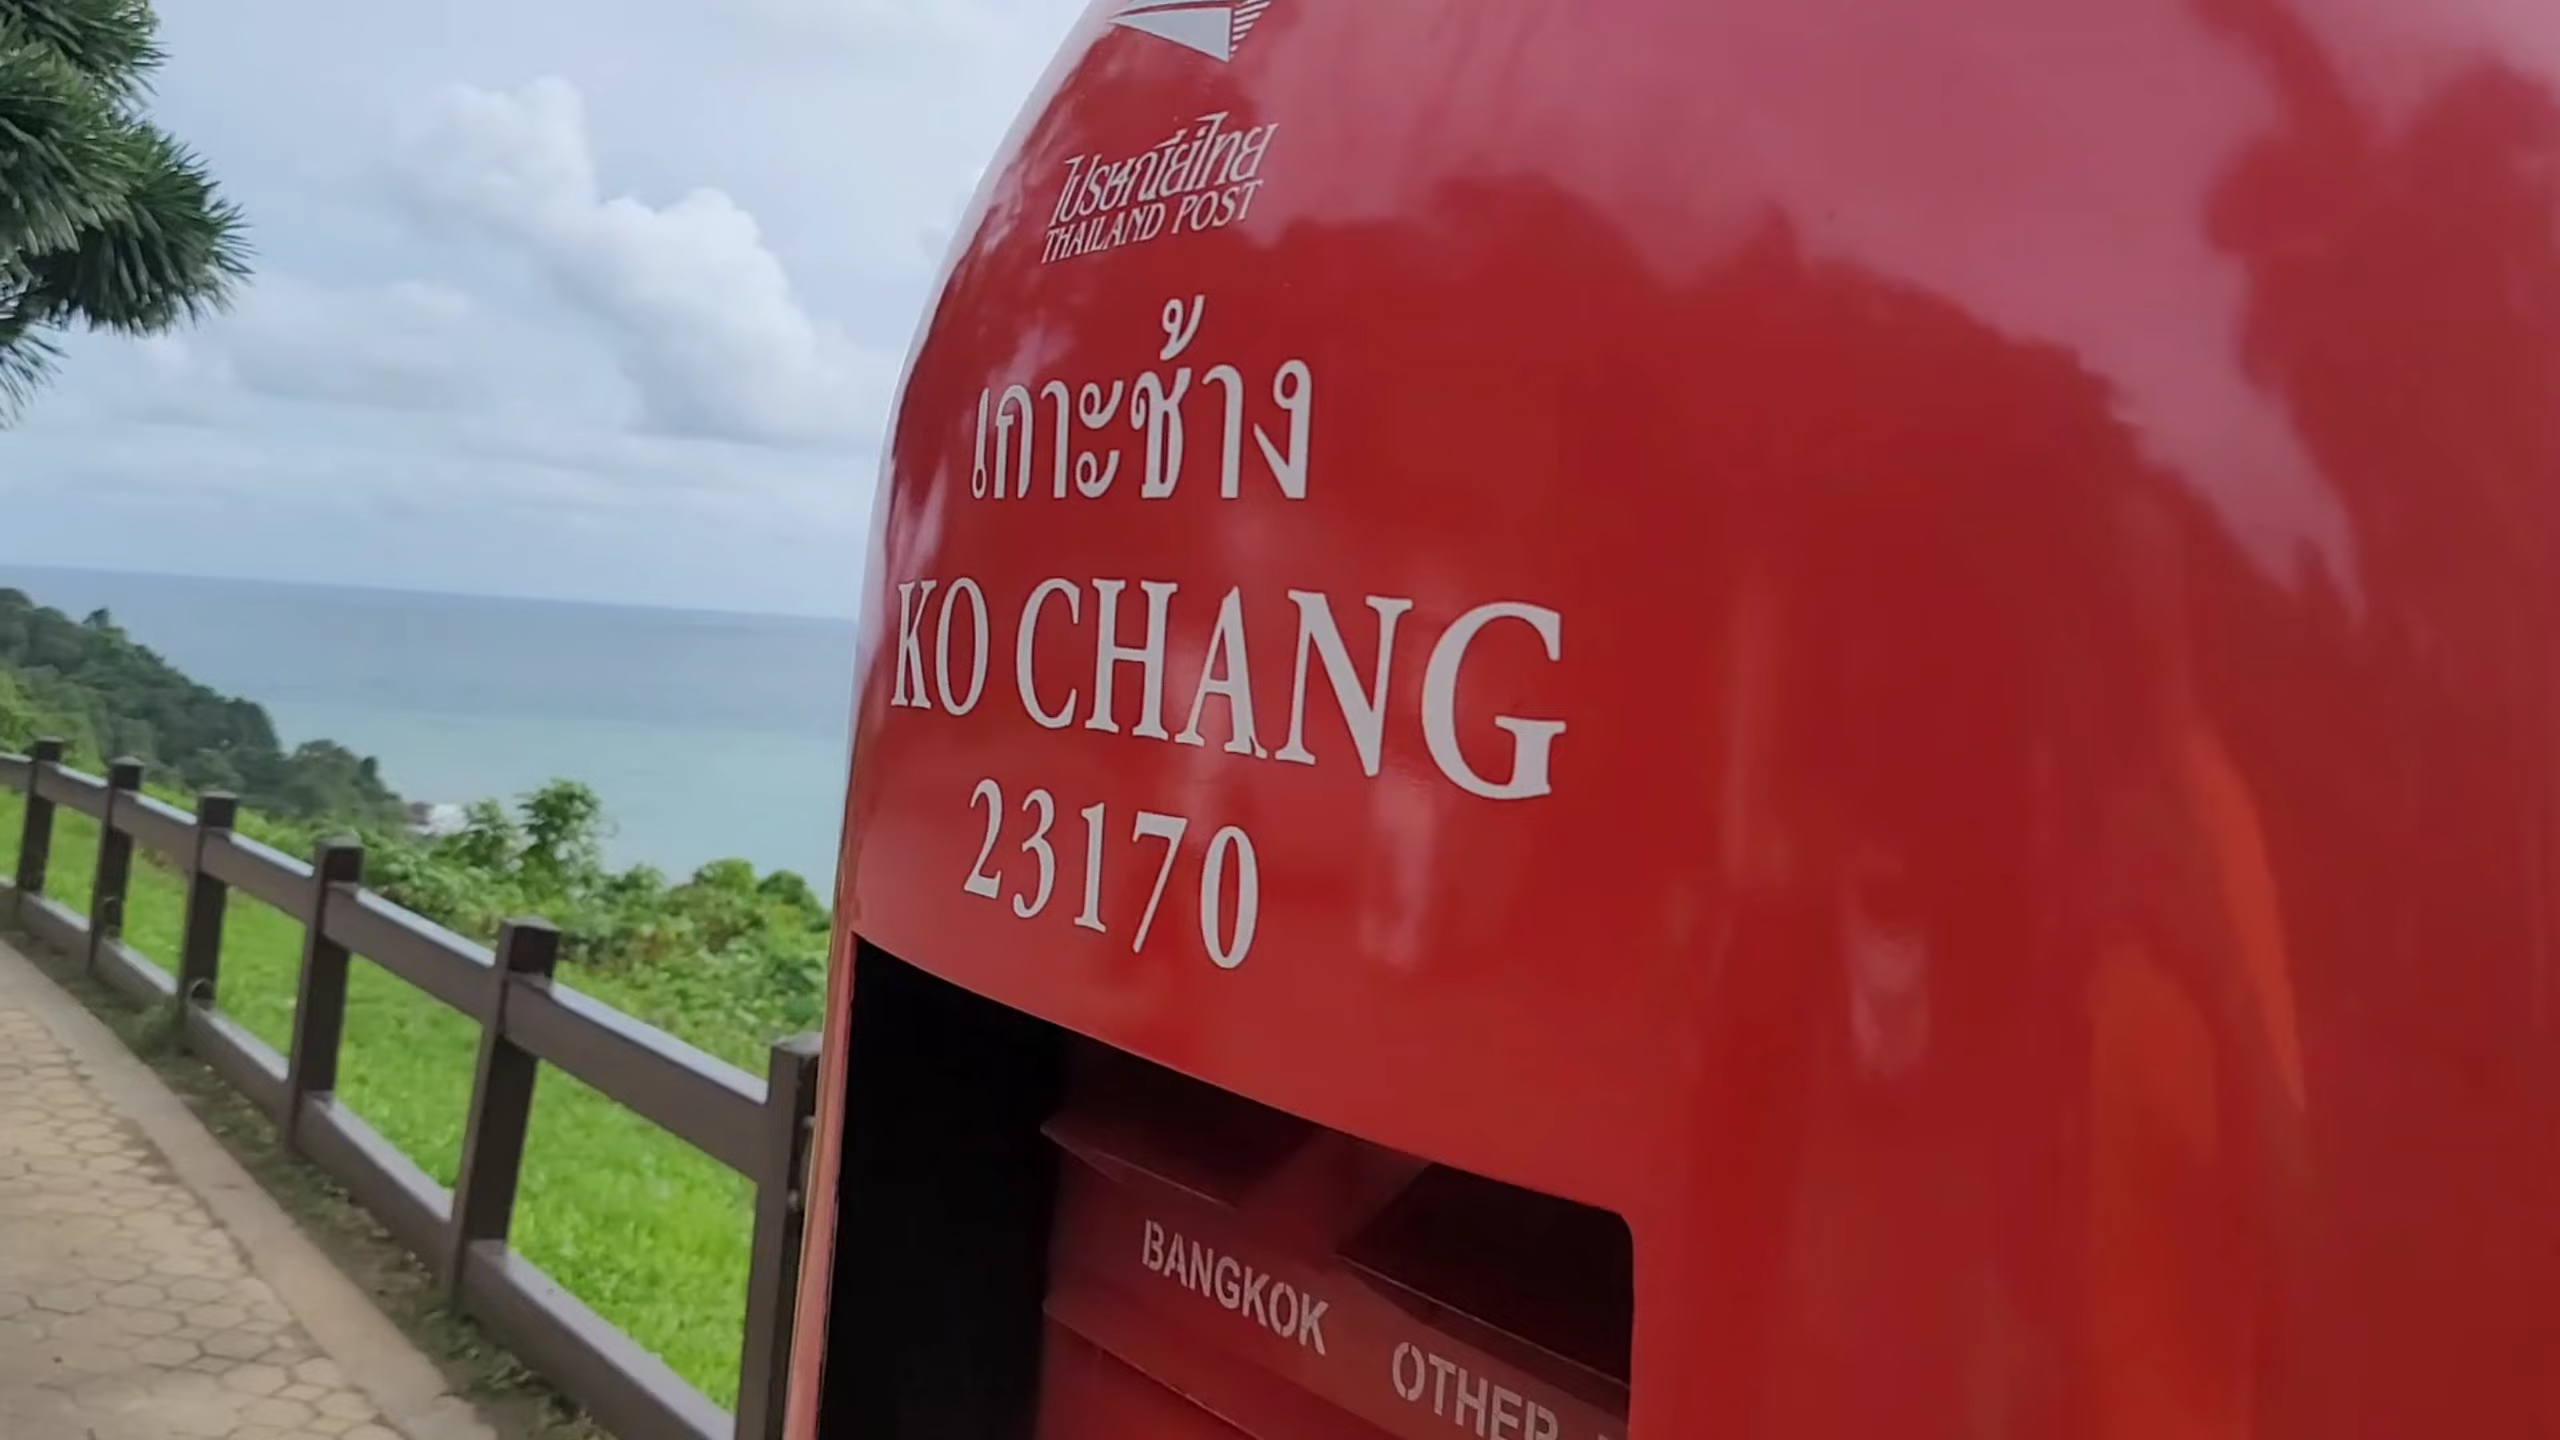 ไปรษณีย์ไทย
THAILAND POST
เกาะช้าง
KO CHANG
23170
BANGKOK OTHER